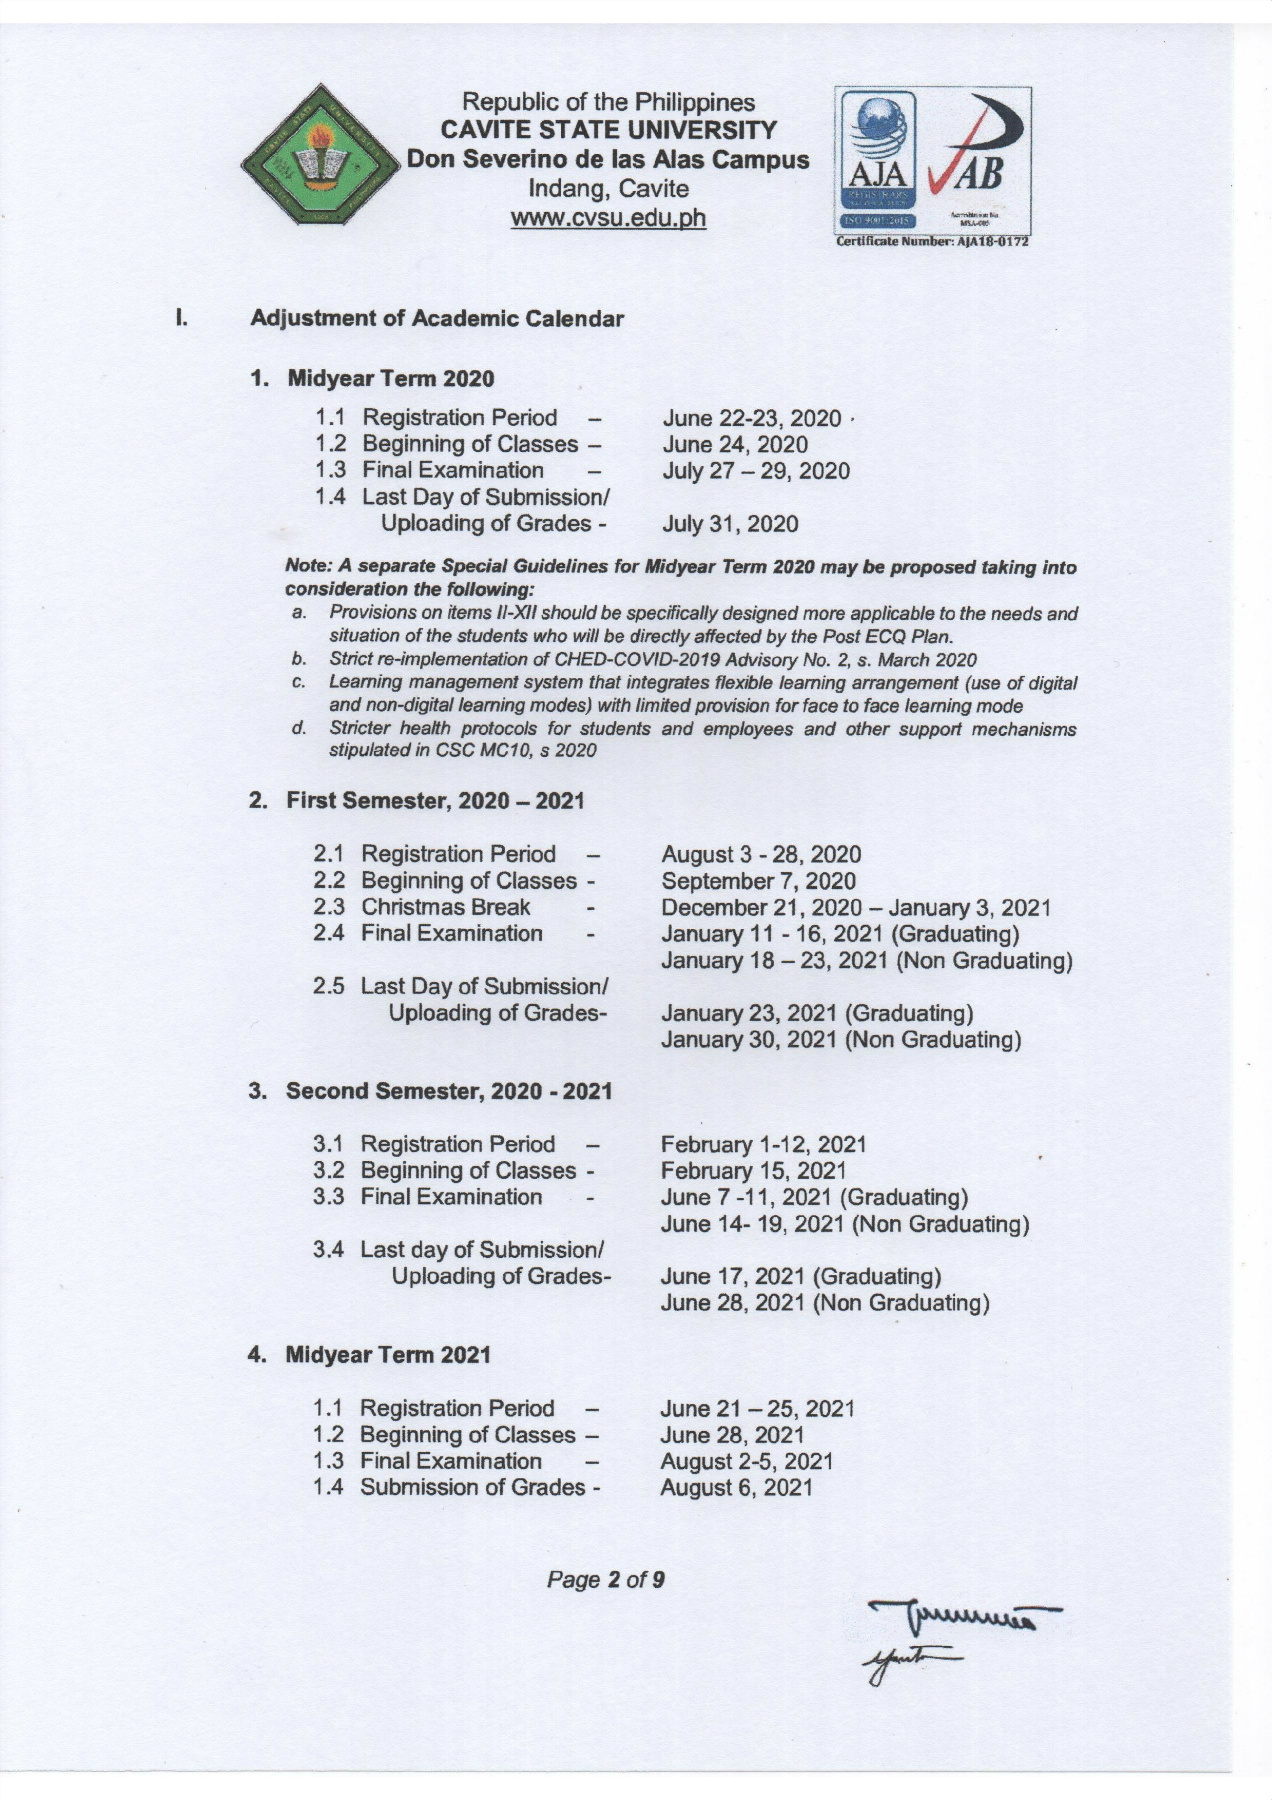 Republic of the Philippines
CAVITE STATE UNIVERSITY
Don Severino de las Alas Campus
Indang, Cavite
www.cvsu.edu.ph
AJA
REGISTRARS
ISO 9001:2015
PAB
Certificate Number: AJA18-0172
I. Adjustment of Academic Calendar
1. Midyear Term 2020
1.1 Registration Period – June 22-23, 2020
1.2 Beginning of Classes – June 24, 2020
1.3 Final Examination – July 27 – 29, 2020
1.4 Last Day of Submission/
Uploading of Grades - July 31, 2020
Note: A separate Special Guidelines for Midyear Term 2020 may be proposed taking into
consideration the following:
a. Provisions on items II-XII should be specifically designed more applicable to the needs and
situation of the students who will be directly affected by the Post ECQ Plan.
b. Strict re-implementation of CHED-COVID-2019 Advisory No. 2, s. March 2020
c. Learning management system that integrates flexible learning arrangement (use of digital
and non-digital learning modes) with limited provision for face to face learning mode
d. Stricter health protocols for students and employees and other support mechanisms
stipulated in CSC MC10, s 2020
2. First Semester, 2020 – 2021
2.1 Registration Period – August 3 - 28, 2020
2.2 Beginning of Classes - September 7, 2020
2.3 Christmas Break - December 21, 2020 – January 3, 2021
2.4 Final Examination - January 11 - 16, 2021 (Graduating)
January 18 – 23, 2021 (Non Graduating)
2.5 Last Day of Submission/
Uploading of Grades- January 23, 2021 (Graduating)
January 30, 2021 (Non Graduating)
3. Second Semester, 2020 - 2021
3.1 Registration Period – February 1-12, 2021
3.2 Beginning of Classes - February 15, 2021
3.3 Final Examination - June 7 -11, 2021 (Graduating)
June 14- 19, 2021 (Non Graduating)
3.4 Last day of Submission/
Uploading of Grades- June 17, 2021 (Graduating)
June 28, 2021 (Non Graduating)
4. Midyear Term 2021
1.1 Registration Period – June 21 – 25, 2021
1.2 Beginning of Classes – June 28, 2021
1.3 Final Examination – August 2-5, 2021
1.4 Submission of Grades - August 6, 2021
Page 2 of 9